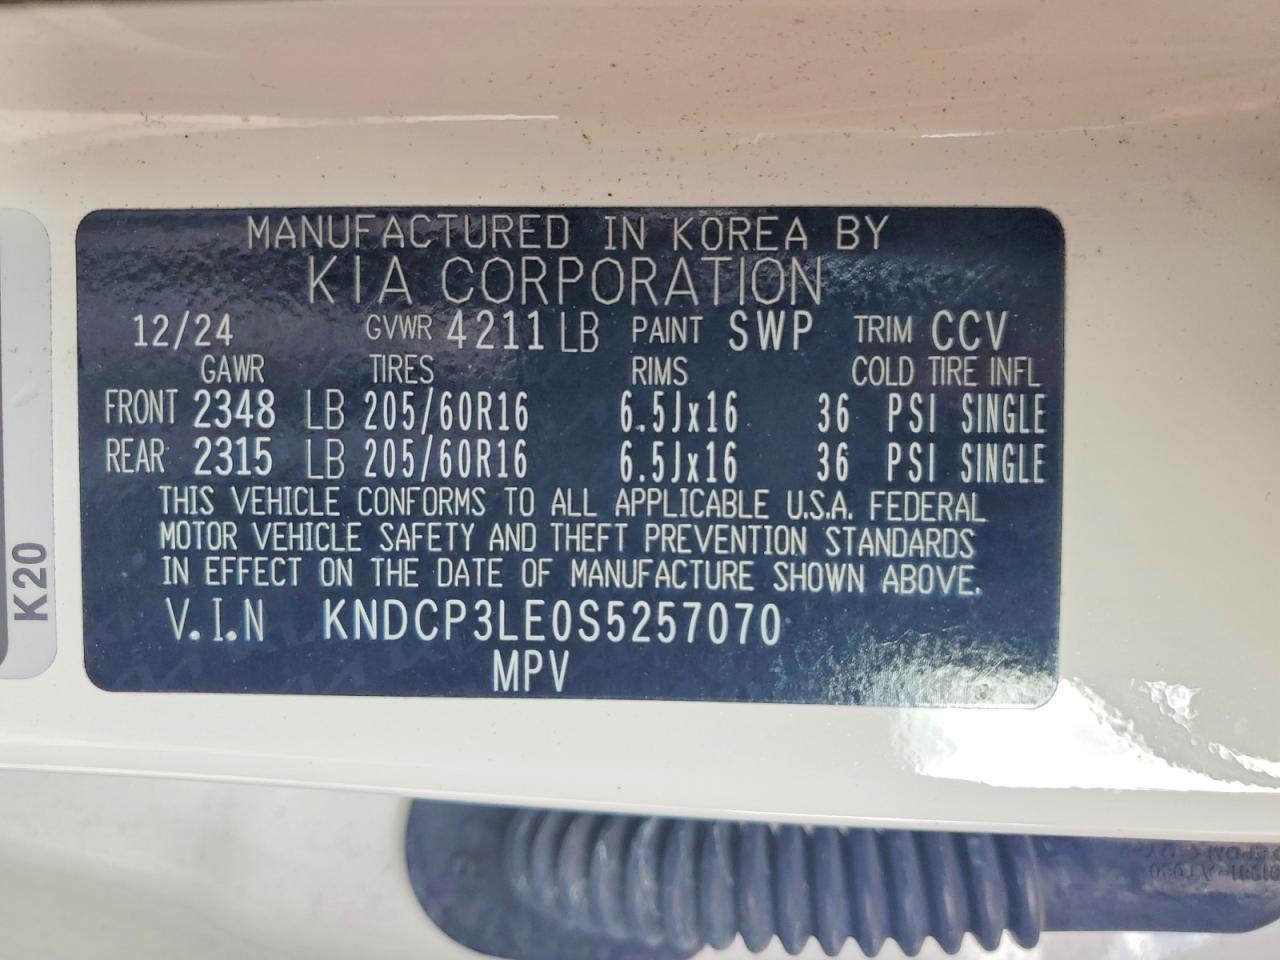 MANUFACTURED IN KOREA BY
KIA CORPORATION
12/24 GVWR 4211 LB PAINT SWP TRIM CCV
GAWR TIRES RIMS COLD TIRE INFL
FRONT 2348 LB 205/60R16 6.5Jx16 36 PSI SINGLE
REAR 2315 LB 205/60R16 6.5Jx16 36 PSI SINGLE
THIS VEHICLE CONFORMS TO ALL APPLICABLE U.S.A. FEDERAL
MOTOR VEHICLE SAFETY AND THEFT PREVENTION STANDARDS
IN EFFECT ON THE DATE OF MANUFACTURE SHOWN ABOVE.
V.I.N KNDCP3LE0S5257070
MPV
K20